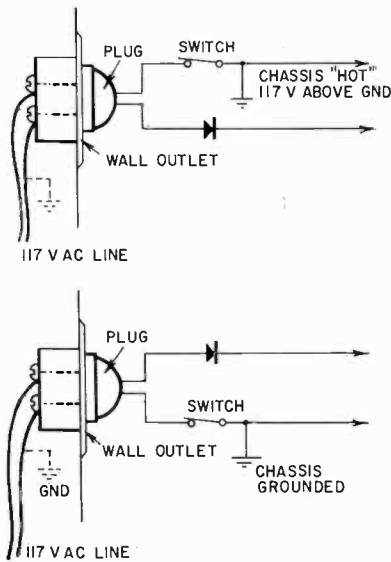 PLUG
SWITCH
CHASSIS "HOT"
117 V ABOVE GND
WALL OUTLET
117 V AC LINE
PLUG
SWITCH
WALL OUTLET
GND
CHASSIS
GROUNDED
117 V AC LINE